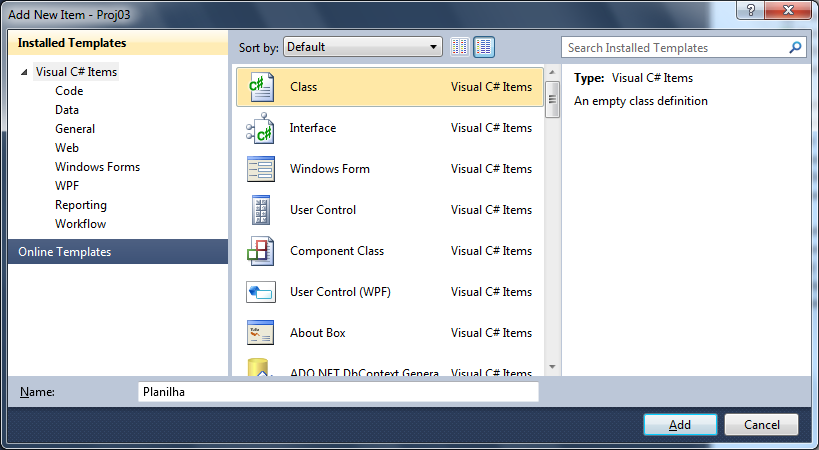 Add New Item - Proj03
Installed Templates
Visual C# Items
Code
Data
General
Web
Windows Forms
WPF
Reporting
Workflow
Online Templates
Sort by: Default
Class Visual C# Items
Interface Visual C# Items
Windows Form Visual C# Items
User Control Visual C# Items
Component Class Visual C# Items
User Control (WPF) Visual C# Items
About Box Visual C# Items
ADO.NET DbContext Genera... Visual C# Items
Search Installed Templates
Type: Visual C# Items
An empty class definition
Name: Planilha
Add
Cancel